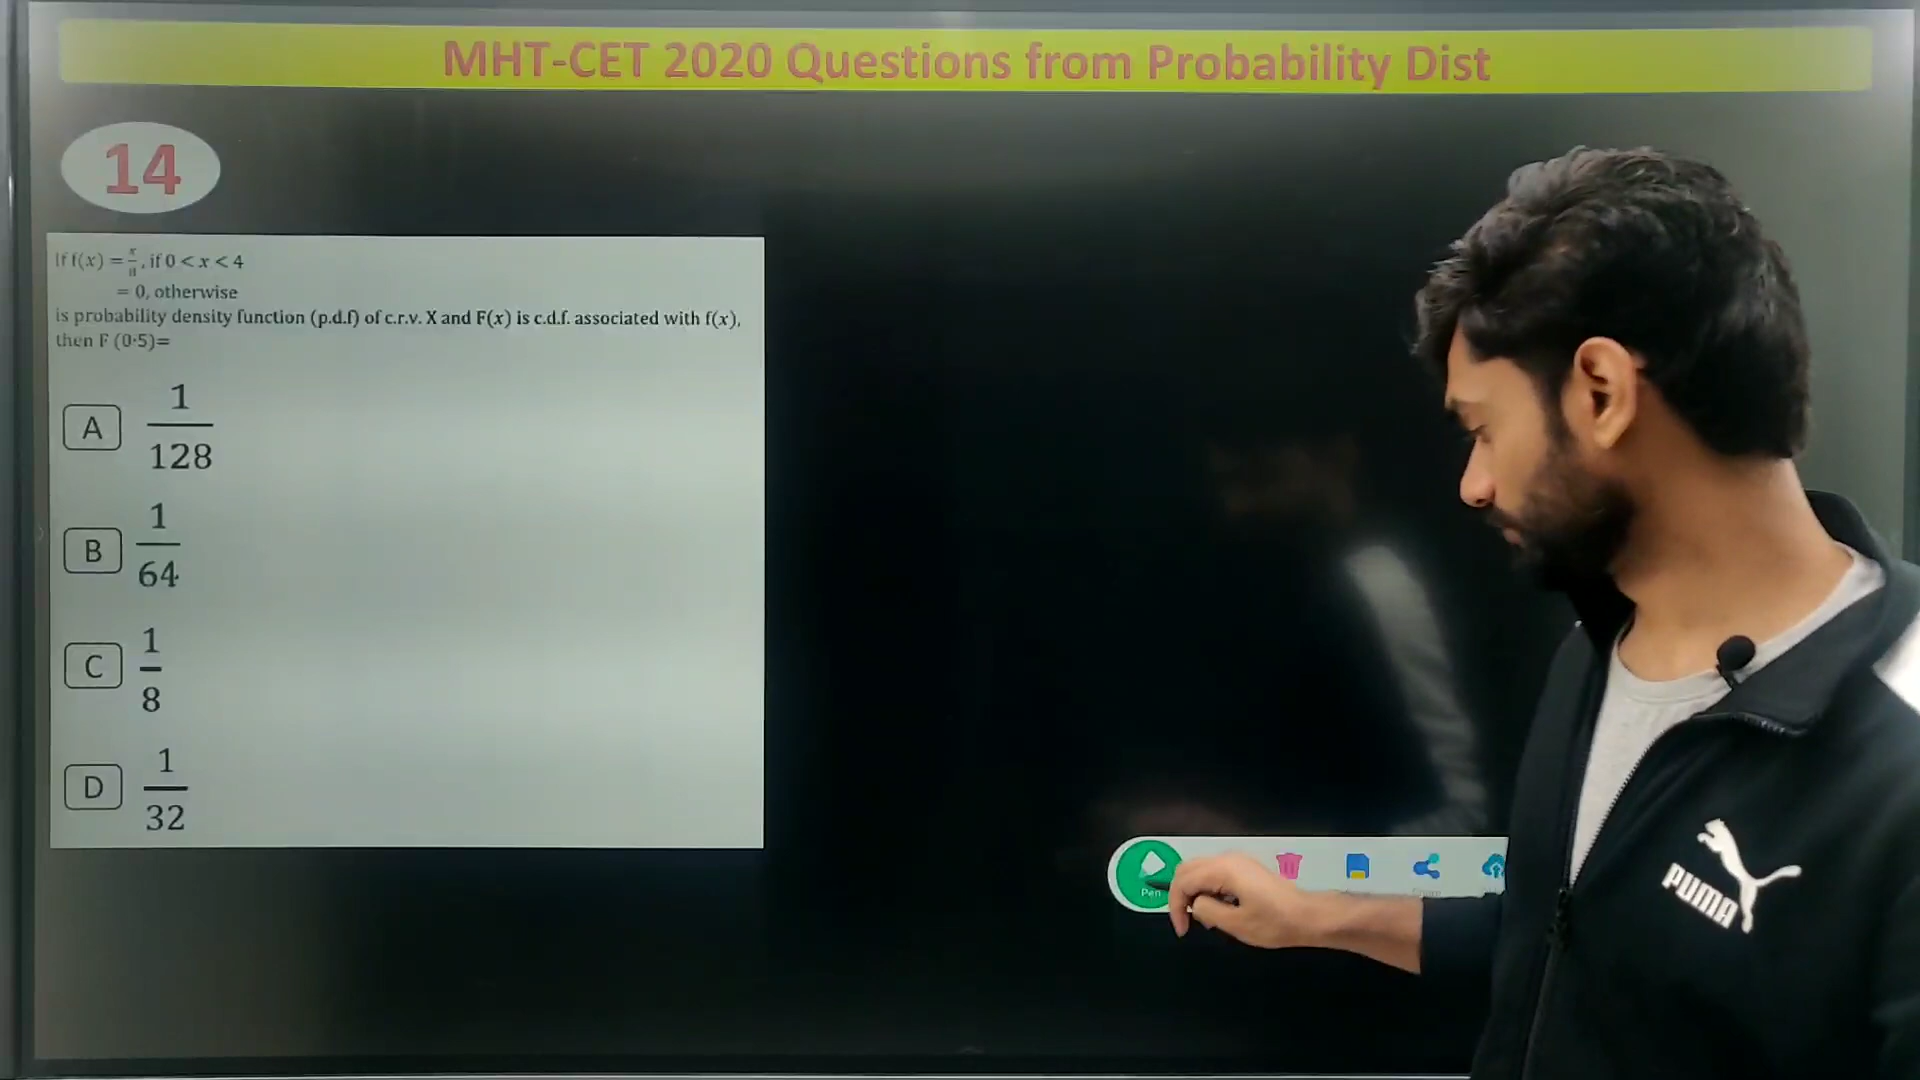 MHT-CET 2020 Questions from Probability Dist
14
If f(x) = x/8, if 0 < x < 4
= 0, otherwise
is probability density function (p.d.f) of c.r.v. X and F(x) is c.d.f. associated with f(x),
then F (0·5)=
A 1/128
B 1/64
C 1/8
D 1/32
Pen
PUMA